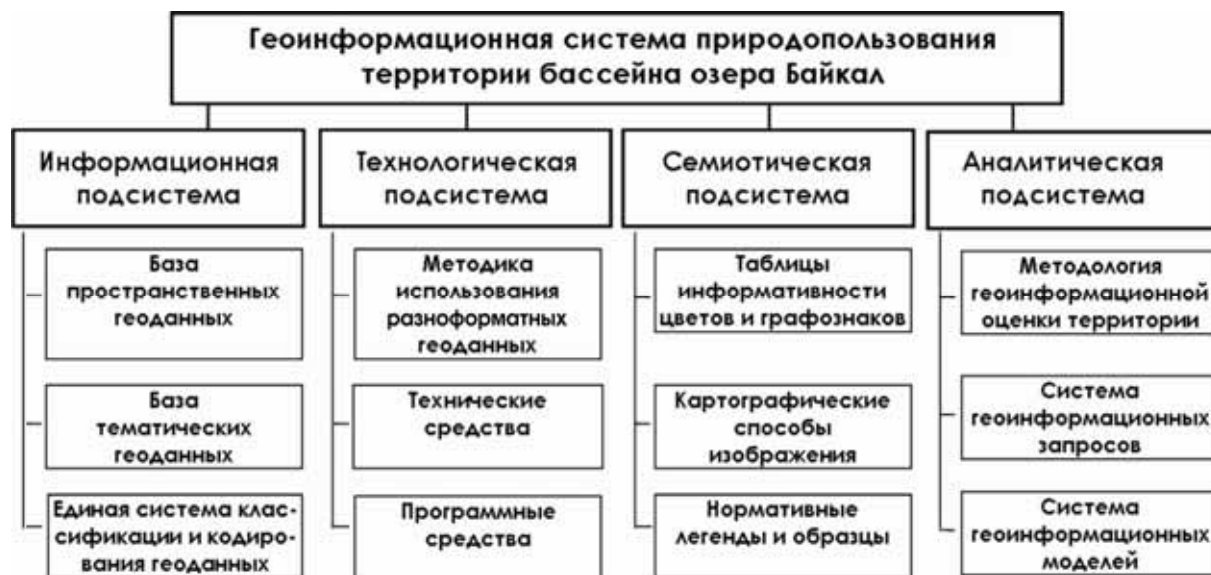 Геоинформационная система природопользования
территории бассейна озера Байкал
Информационная
подсистема
База
пространственных
геоданных
База
тематических
геоданных
Единая система клас-
сификации и кодиро-
вания геоданных
Технологическая
подсистема
Методика
использования
разноформатных
геоданных
Технические
средства
Программные
средства
Семиотическая
подсистема
Таблицы
информативности
цветов и графознаков
Картографические
способы
изображения
Нормативные
легенды и образцы
Аналитическая
подсистема
Методология
геоинформационной
оценки территории
Система
геоинформационных
запросов
Система
геоинформационных
моделей